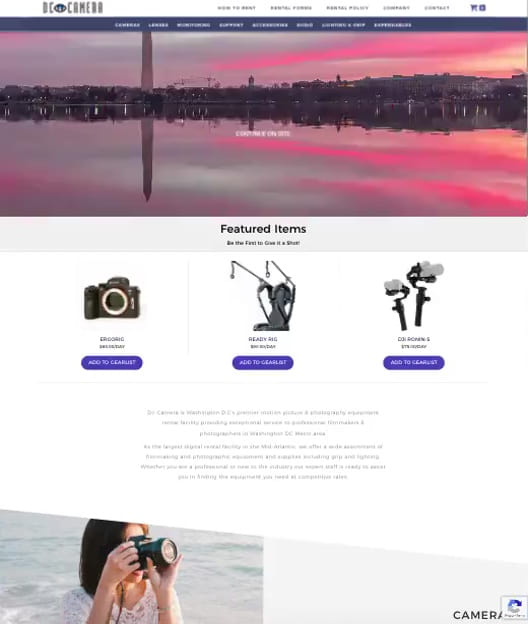 DC CAMERA
HOW TO RENT RENTAL FORMS RENTAL POLICY COMPANY CONTACT
CAMERAS LENSES MONITORING SUPPORT ACCESSORIES AUDIO LIGHTING & GRIP EXPENDABLES
CONTINUE ON SITE
Featured Items
Be the First to Give it a Shot!
ERGORIG READY RIG DJI RONIN-S
/DAY /DAY $75.00/DAY
ADD TO GEARLIST ADD TO GEARLIST ADD TO GEARLIST
Dc Camera is Washington D.C's premier motion picture & photography equipment
rental facility providing exceptional service to professional filmmakers &
photographers in Washington DC Metro area.
As the largest digital rental facility in the Mid-Atlantic, we offer a wide assortment of
filmmaking and photographic equipment and supplies including grip and lighting.
Whether you are a professional or new to the industry our expert staff is ready to assist
you in finding the equipment you need at competitive rates.
CAMERA